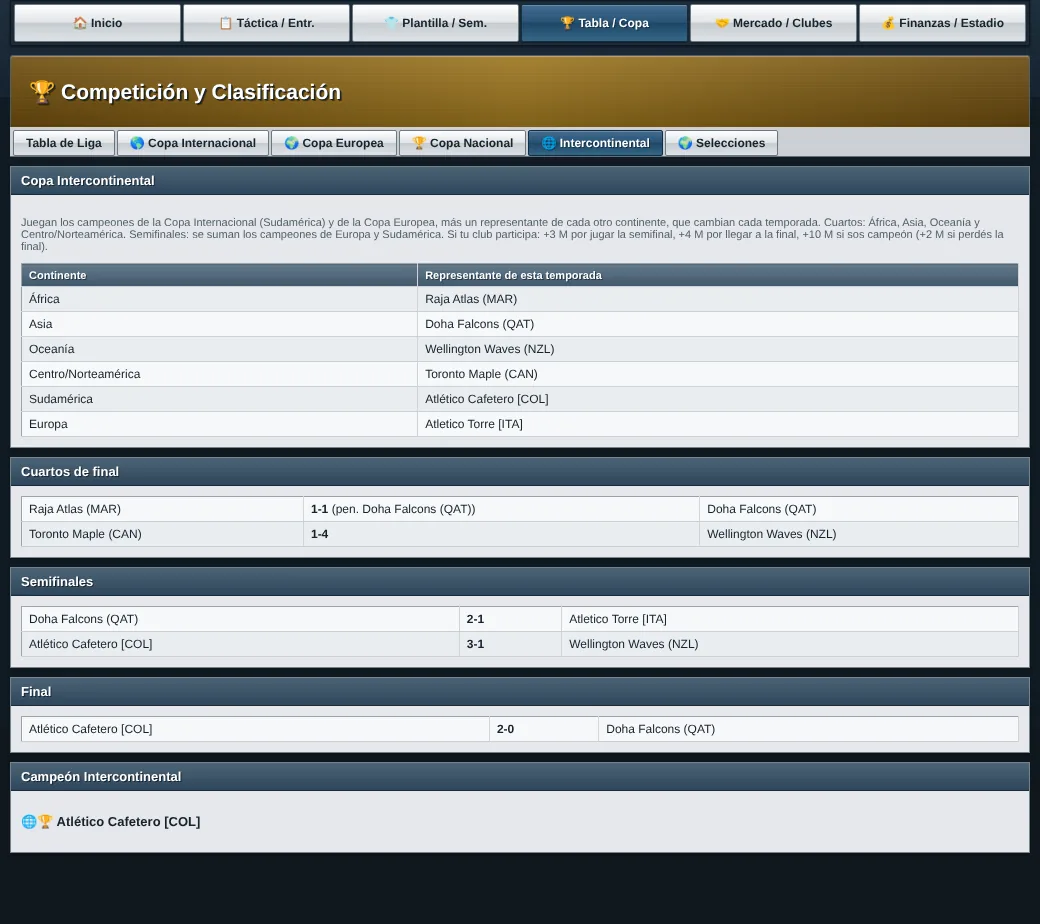 🏠 Inicio
📋 Táctica / Entr.
👕 Plantilla / Sem.
🏆 Tabla / Copa
🤝 Mercado / Clubes
💰 Finanzas / Estadio
🏆 Competición y Clasificación
Tabla de Liga
🌎 Copa Internacional
🌍 Copa Europea
🏆 Copa Nacional
🌐 Intercontinental
🌍 Selecciones
Copa Intercontinental
Juegan los campeones de la Copa Internacional (Sudamérica) y de la Copa Europea, más un representante de cada otro continente, que cambian cada temporada. Cuartos: África, Asia, Oceanía y
Centro/Norteamérica. Semifinales: se suman los campeones de Europa y Sudamérica. Si tu club participa: +3 M por jugar la semifinal, +4 M por llegar a la final, +10 M si sos campeón (+2 M si perdés la
final).
Continente Representante de esta temporada
África Raja Atlas (MAR)
Asia Doha Falcons (QAT)
Oceanía Wellington Waves (NZL)
Centro/Norteamérica Toronto Maple (CAN)
Sudamérica Atlético Cafetero [COL]
Europa Atletico Torre [ITA]
Cuartos de final
Raja Atlas (MAR) 1-1 (pen. Doha Falcons (QAT)) Doha Falcons (QAT)
Toronto Maple (CAN) 1-4 Wellington Waves (NZL)
Semifinales
Doha Falcons (QAT) 2-1 Atletico Torre [ITA]
Atlético Cafetero [COL] 3-1 Wellington Waves (NZL)
Final
Atlético Cafetero [COL] 2-0 Doha Falcons (QAT)
Campeón Intercontinental
🌐🏆 Atlético Cafetero [COL]